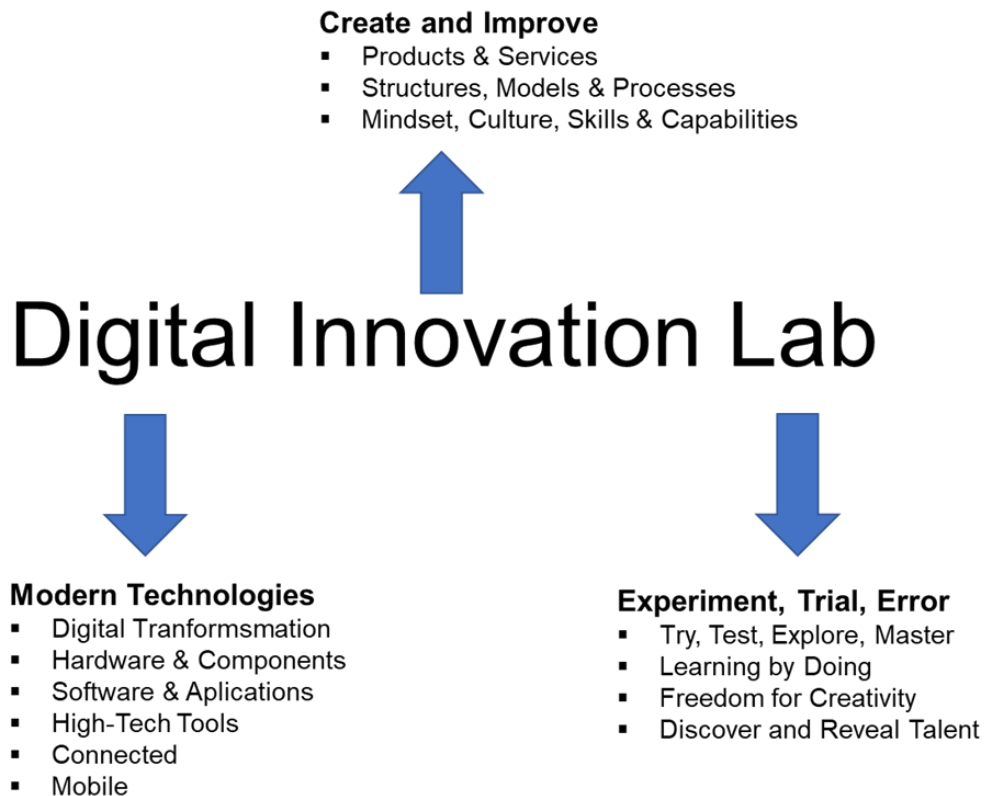 Create and Improve
▪ Products & Services
▪ Structures, Models & Processes
▪ Mindset, Culture, Skills & Capabilities
Digital Innovation Lab
Modern Technologies
▪ Digital Tranformsmation
▪ Hardware & Components
▪ Software & Aplications
▪ High-Tech Tools
▪ Connected
▪ Mobile
Experiment, Trial, Error
▪ Try, Test, Explore, Master
▪ Learning by Doing
▪ Freedom for Creativity
▪ Discover and Reveal Talent